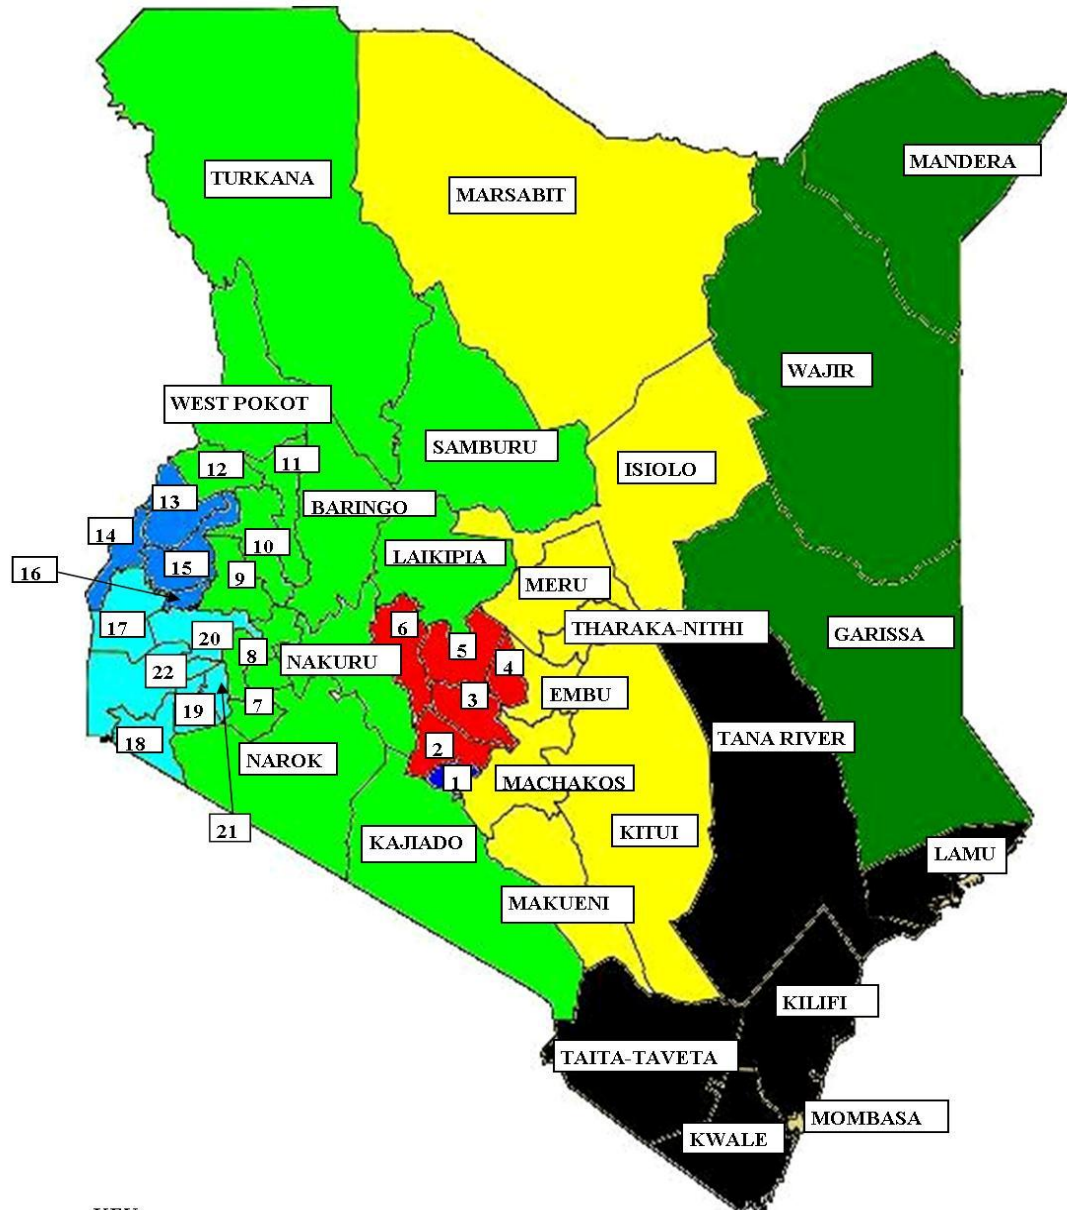 MANDERA
TURKANA
MARSABIT
WAJIR
WEST POKOT
SAMBURU
11
12
ISIOLO
13
BARINGO
14
10
LAIKIPIA
15
16
9
MERU
17
6
THARAKA-NITHI
GARISSA
20
5
8
NAKURU
4
22
EMBU
3
7
19
18
2
TANA RIVER
NAROK
1
MACHAKOS
21
KITUI
KAJIADO
LAMU
MAKUENI
KILIFI
TAITA-TAVETA
MOMBASA
KWALE